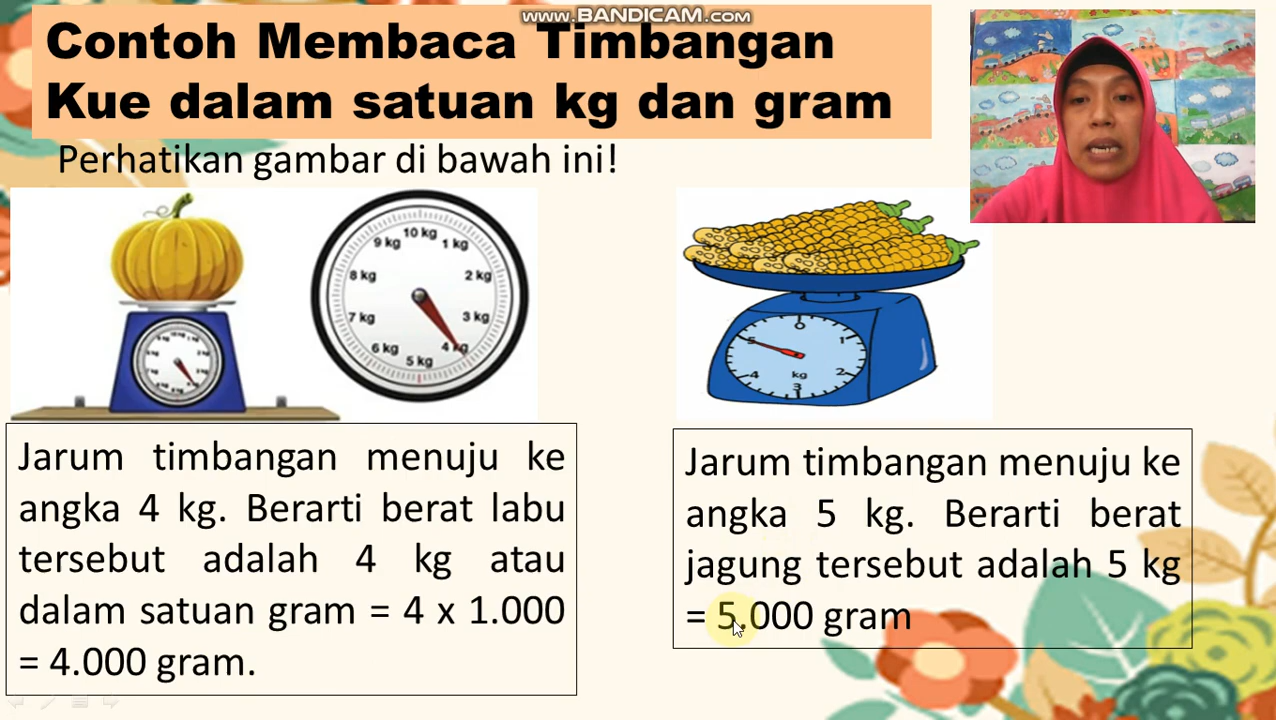 www.BANDICAM.com
Contoh Membaca Timbangan
Kue dalam satuan kg dan gram
Perhatikan gambar di bawah ini!
10 kg
1 kg
2 kg
3 kg
4 kg
5 kg
6 kg
7 kg
8 kg
9 kg
0
1
2
3
4
5
kg
Jarum timbangan menuju ke
angka 4 kg. Berarti berat labu
tersebut adalah 4 kg atau
dalam satuan gram = 4 x 1.000
= 4.000 gram.
Jarum timbangan menuju ke
angka 5 kg. Berarti berat
jagung tersebut adalah 5 kg
= 5.000 gram